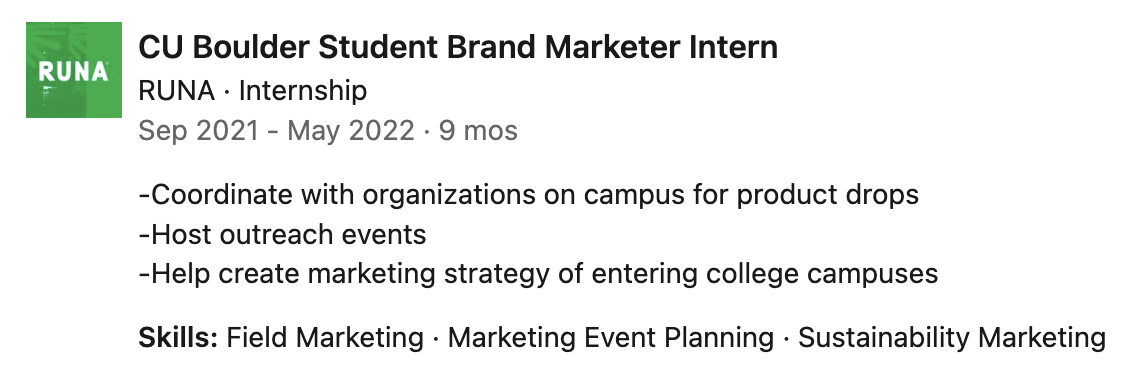 RUNA
CU Boulder Student Brand Marketer Intern
RUNA · Internship
Sep 2021 - May 2022 · 9 mos
-Coordinate with organizations on campus for product drops
-Host outreach events
-Help create marketing strategy of entering college campuses
Skills: Field Marketing · Marketing Event Planning · Sustainability Marketing